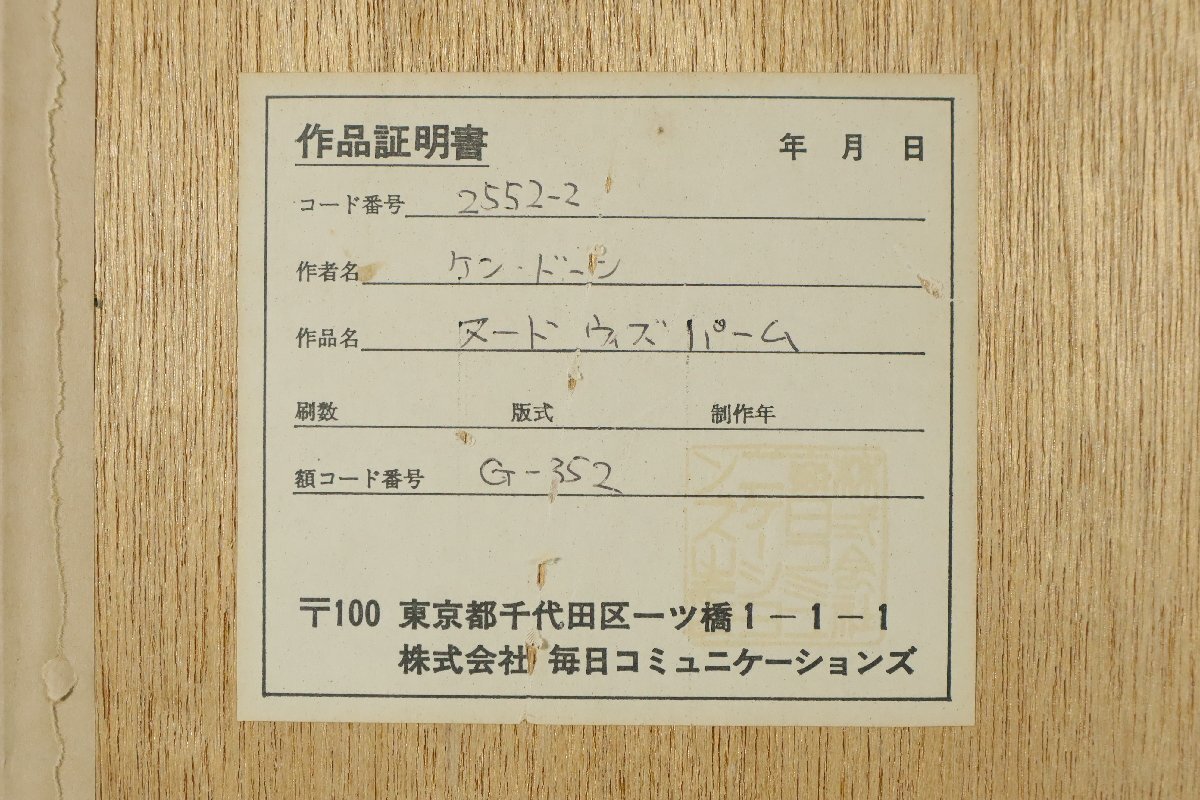 作品証明書 年 月 日
コード番号 2552-2
作者名 ケン・ドーン
作品名 ヌード ウィズ パーム
刷数 版式 制作年
額コード番号 G-352
〒100 東京都千代田区一ツ橋1-1-1
株式会社 毎日コミュニケーションズ